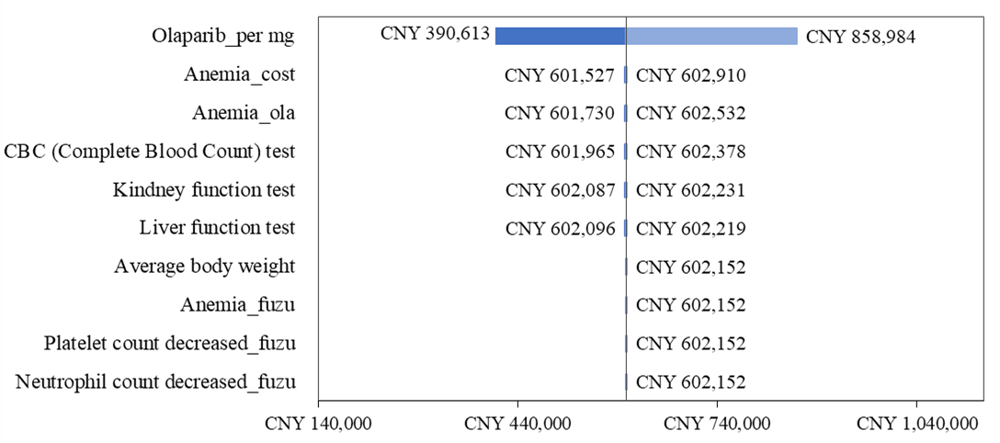 Olaparib_per mg CNY 390,613 CNY 858,984
Anemia_cost CNY 601,527 CNY 602,910
Anemia_ola CNY 601,730 CNY 602,532
CBC (Complete Blood Count) test CNY 601,965 CNY 602,378
Kindney function test CNY 602,087 CNY 602,231
Liver function test CNY 602,096 CNY 602,219
Average body weight CNY 602,152
Anemia_fuzu CNY 602,152
Platelet count decreased_fuzu CNY 602,152
Neutrophil count decreased_fuzu CNY 602,152
CNY 140,000 CNY 440,000 CNY 740,000 CNY 1,040,000